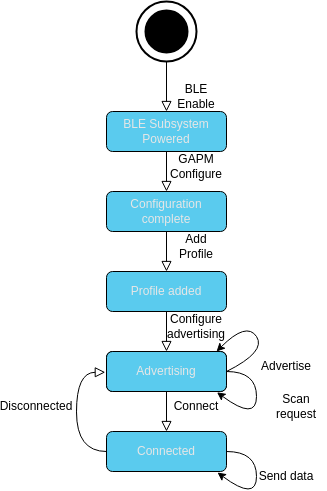 BLE
Enable
BLE Subsystem
Powered
GAPM
Configure
Configuration
complete
Add
Profile
Profile added
Configure
advertising
Advertising
Advertise
Scan
request
Disconnected
Connect
Connected
Send data